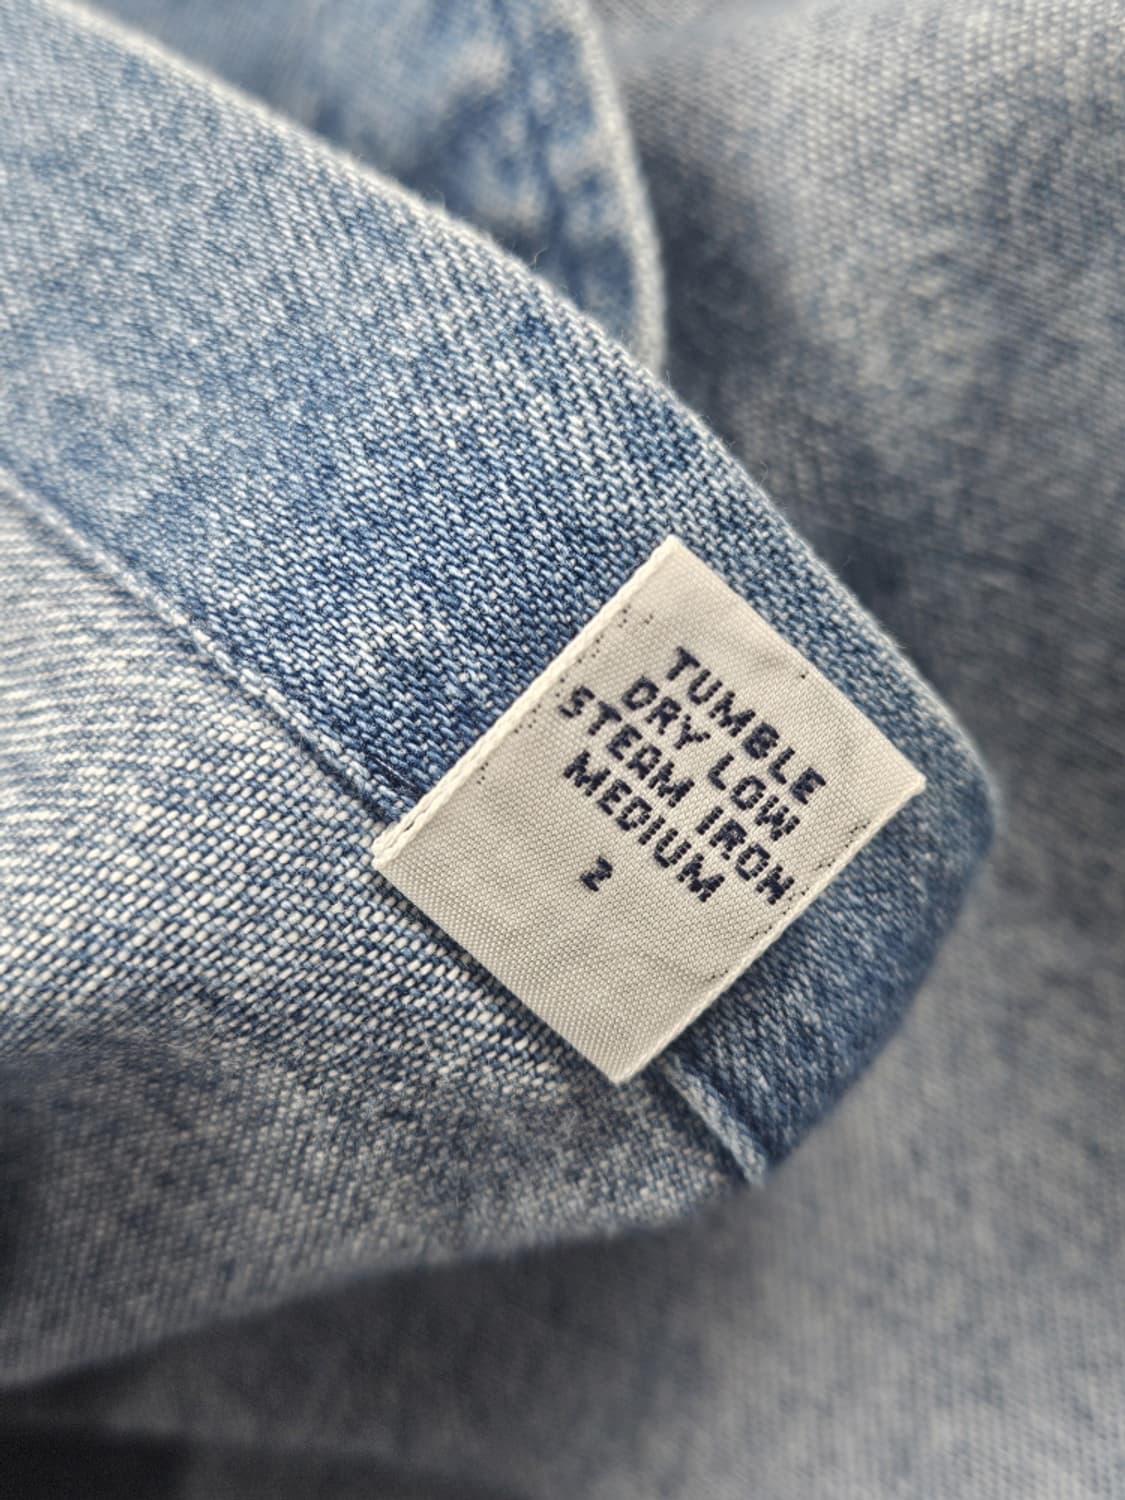 TUMBLE
DRY LOW
STEAM IRON
MEDIUM
2